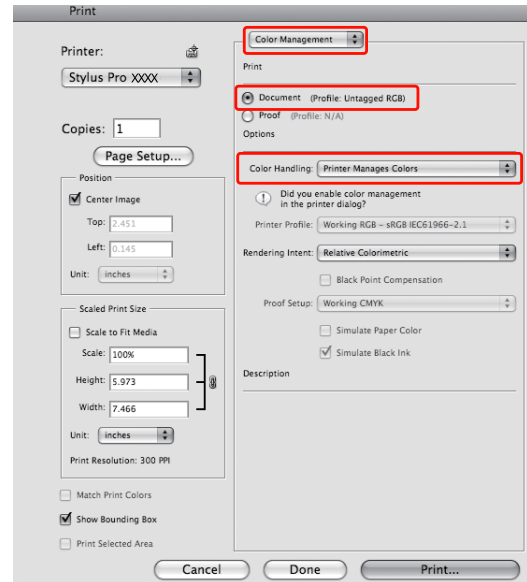 Print
Printer:
Stylus Pro XXXX
Copies: 1
Page Setup...
Position
Center Image
Top: 2.451
Left: 0.145
Unit: inches
Scaled Print Size
Scale to Fit Media
Scale: 100%
Height: 5.973
Width: 7.466
Unit: inches
Print Resolution: 300 PPI
Match Print Colors
Show Bounding Box
Print Selected Area
Color Management
Print
Document (Profile: Untagged RGB)
Proof (Profile: N/A)
Options
Color Handling: Printer Manages Colors
Did you enable color management
in the printer dialog?
Printer Profile: Working RGB - sRGB IEC61966-2.1
Rendering Intent: Relative Colorimetric
Black Point Compensation
Proof Setup: Working CMYK
Simulate Paper Color
Simulate Black Ink
Description
Cancel
Done
Print...